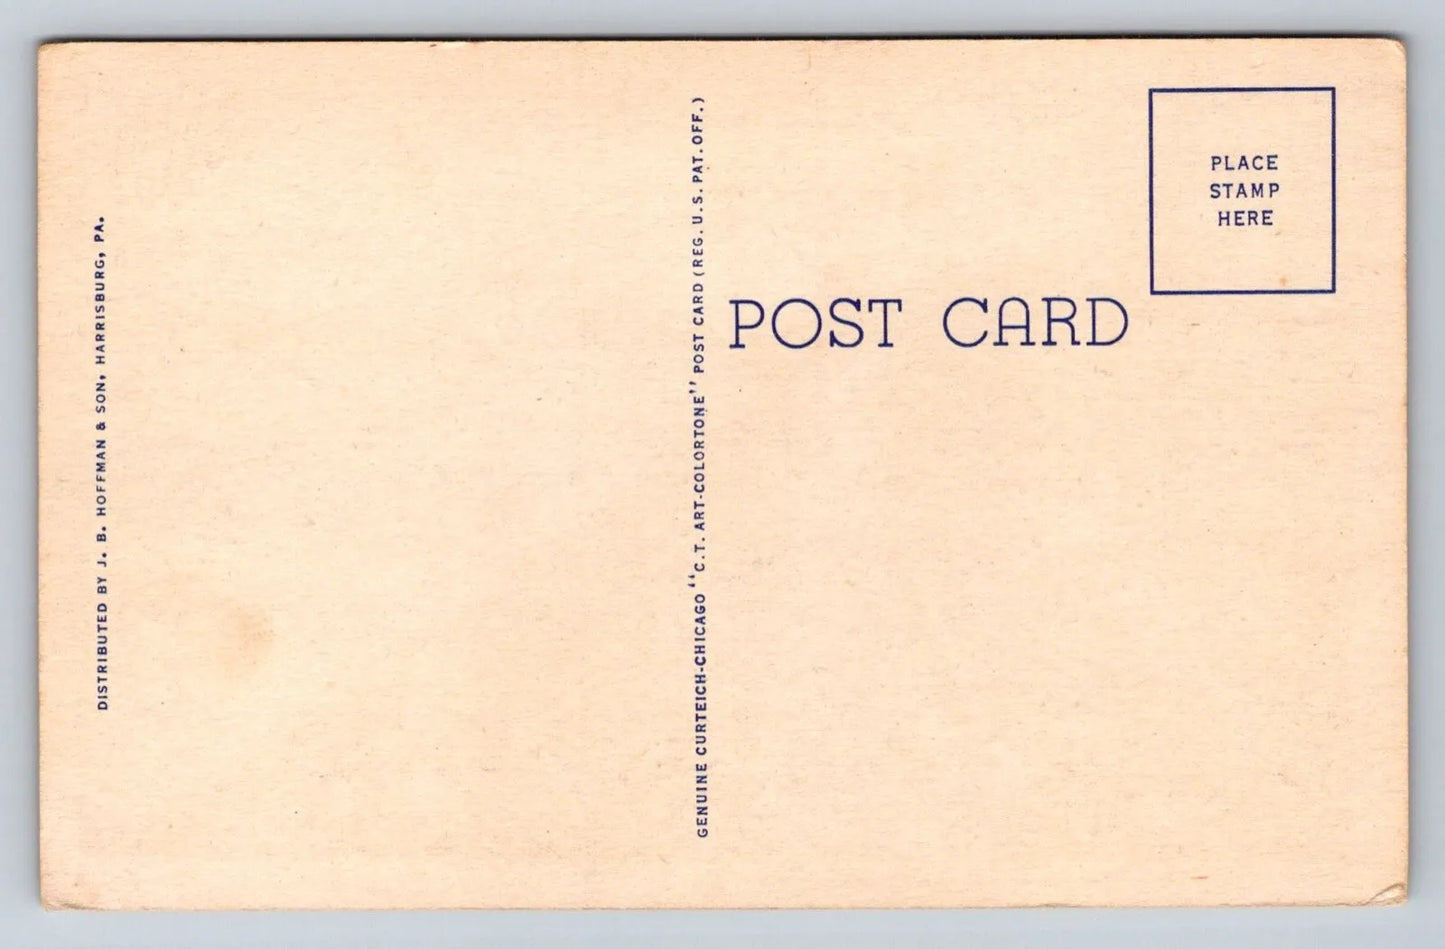 DISTRIBUTED BY J. B. HOFFMAN & SON, HARRISBURG, PA.
GENUINE CURTEICH-CHICAGO "C.T. ART-COLORTONE" POST CARD (REG. U.S. PAT. OFF.)
POST CARD
PLACE
STAMP
HERE